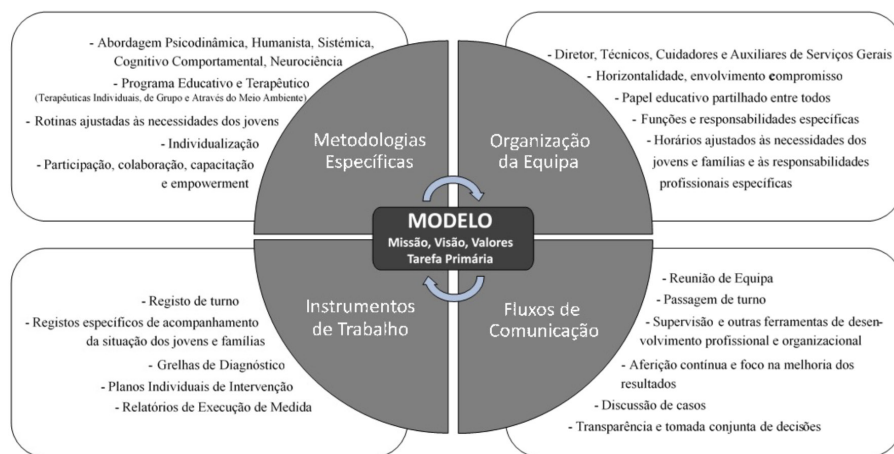 - Abordagem Psicodinâmica, Humanista, Sistémica,
Cognitivo Comportamental, Neurociência
- Programa Educativo e Terapêutico
(Terapêuticas Individuais, de Grupo e Através do Meio Ambiente)
- Rotinas ajustadas às necessidades dos jovens
- Individualização
- Participação, colaboração, capacitação
e empowerment
Metodologias
Específicas
- Diretor, Técnicos, Cuidadores e Auxiliares de Serviços Gerais
- Horizontalidade, envolvimento compromisso
- Papel educativo partilhado entre todos
- Funções e responsabilidades específicas
- Horários ajustados às necessidades dos
jovens e famílias e às responsabilidades
profissionais específicas
Organização
da Equipa
MODELO
Missão, Visão, Valores
Tarefa Primária
Instrumentos
de Trabalho
- Registo de turno
- Registos específicos de acompanhamento
da situação dos jovens e famílias
- Grelhas de Diagnóstico
- Planos Individuais de Intervenção
- Relatórios de Execução de Medida
Fluxos de
Comunicação
- Reunião de Equipa
- Passagem de turno
- Supervisão e outras ferramentas de desen-
volvimento profissional e organizacional
- Aferição contínua e foco na melhoria dos
resultados
- Discussão de casos
- Transparência e tomada conjunta de decisões